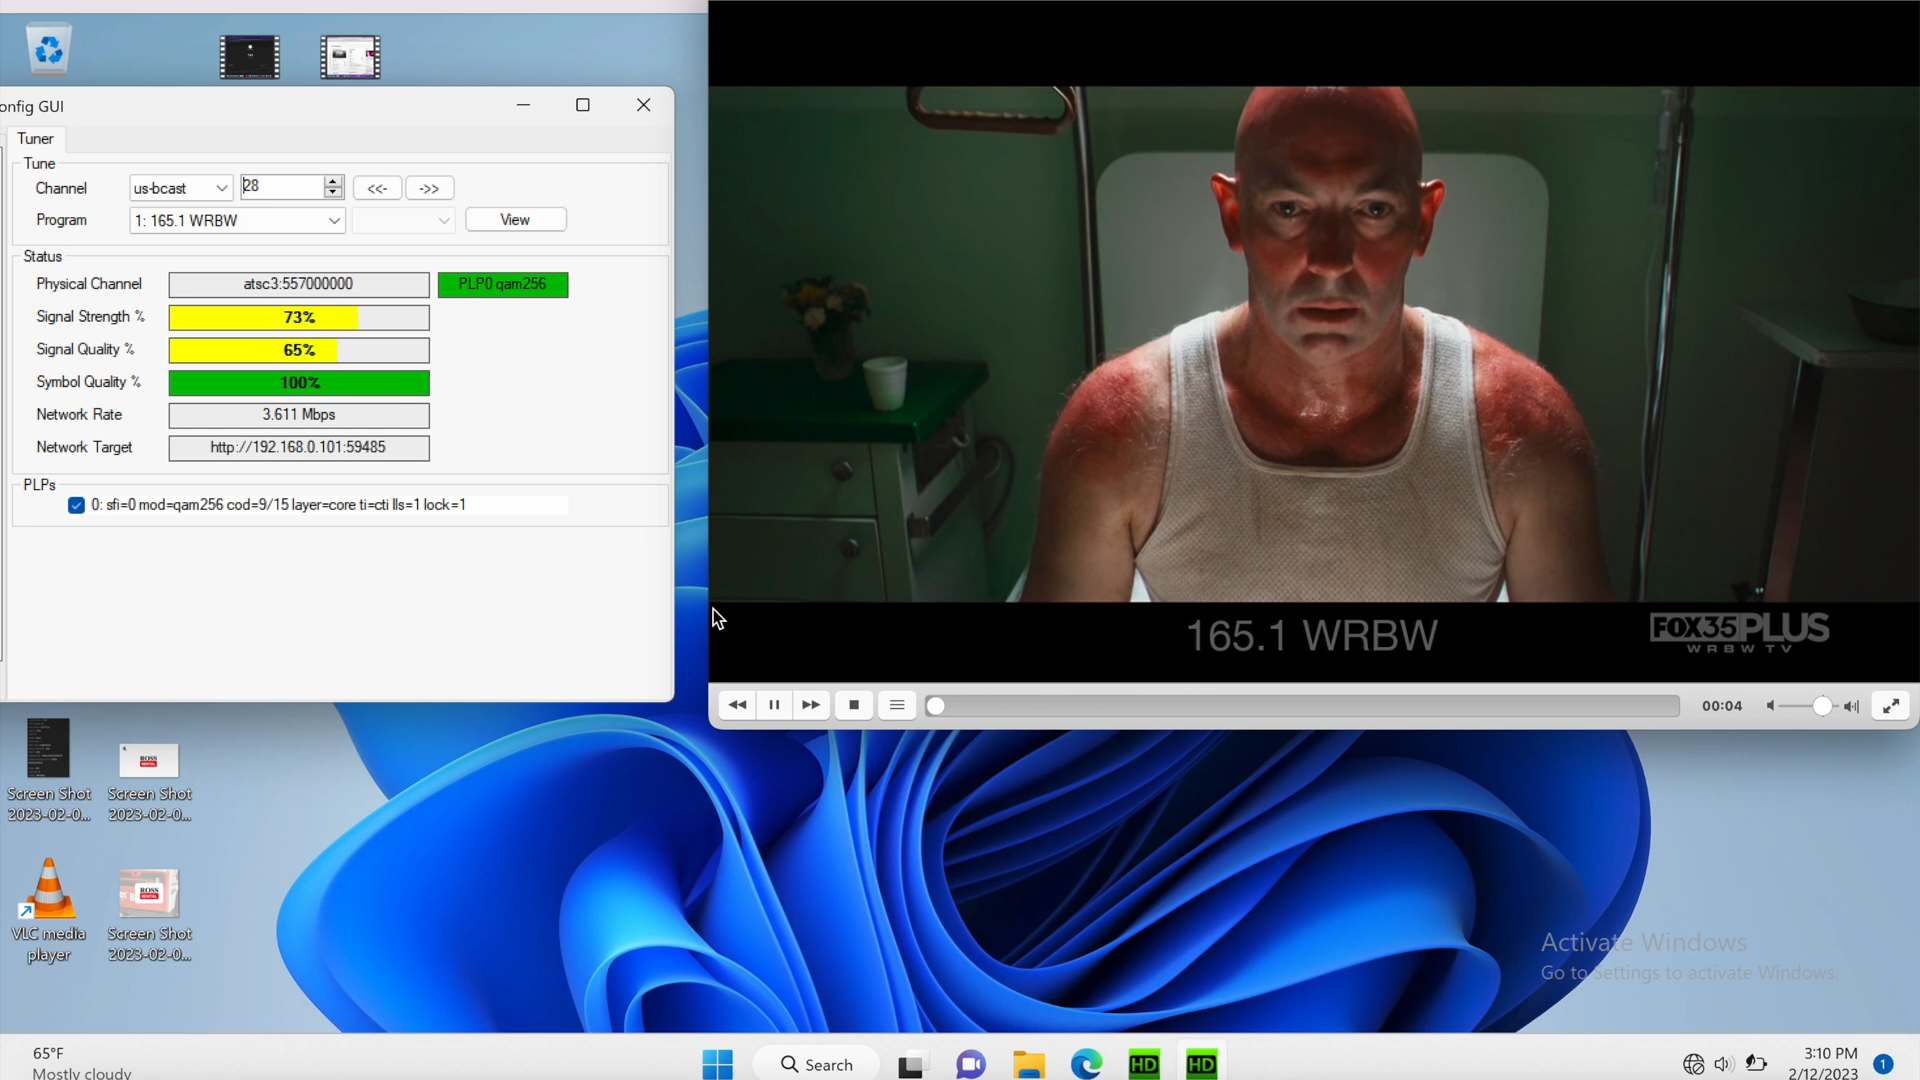 onfig GUI
Tuner
Tune
Channel
us-bcast
28
<<-
->>
Program
1: 165.1 WRBW
View
Status
Physical Channel
atsc3:557000000
PLP0 qam256
Signal Strength %
73%
Signal Quality %
65%
Symbol Quality %
100%
Network Rate
3.611 Mbps
Network Target
http://192.168.0.101:59485
PLPs
0: sfi=0 mod=qam256 cod=9/15 layer=core ti=cti lls=1 lock=1
165.1 WRBW
FOX35PLUS
WRBW TV
00:04
Screen Shot
2023-02-0...
ROSS
Screen Shot
2023-02-0...
VLC media
player
ROSS
Screen Shot
2023-02-0...
Activate Windows
Go to Settings to activate Windows.
65°F
Mostly cloudy
Search
HD
HD
3:10 PM
2/12/2023
1